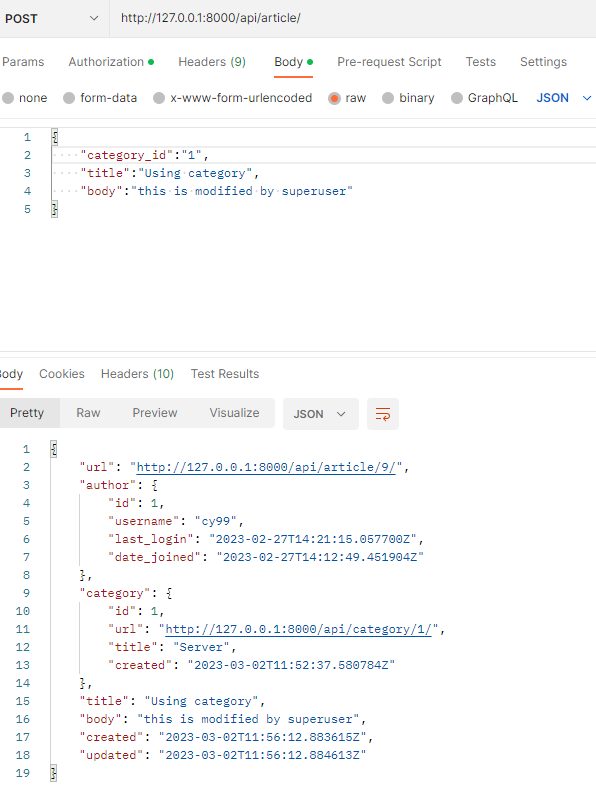 POST http://127.0.0.1:8000/api/article/
Params Authorization Headers (9) Body Pre-request Script Tests Settings
none form-data x-www-form-urlencoded raw binary GraphQL JSON
1 {
2 "category_id":"1",
3 "title":"Using category",
4 "body":"this is modified by superuser"
5 }
Body Cookies Headers (10) Test Results
Pretty Raw Preview Visualize JSON
1 {
2 "url": "http://127.0.0.1:8000/api/article/9/",
3 "author": {
4 "id": 1,
5 "username": "cy99",
6 "last_login": "2023-02-27T14:21:15.057700Z",
7 "date_joined": "2023-02-27T14:12:49.451904Z"
8 },
9 "category": {
10 "id": 1,
11 "url": "http://127.0.0.1:8000/api/category/1/",
12 "title": "Server",
13 "created": "2023-03-02T11:52:37.580784Z"
14 },
15 "title": "Using category",
16 "body": "this is modified by superuser",
17 "created": "2023-03-02T11:56:12.883615Z",
18 "updated": "2023-03-02T11:56:12.884613Z"
19 }